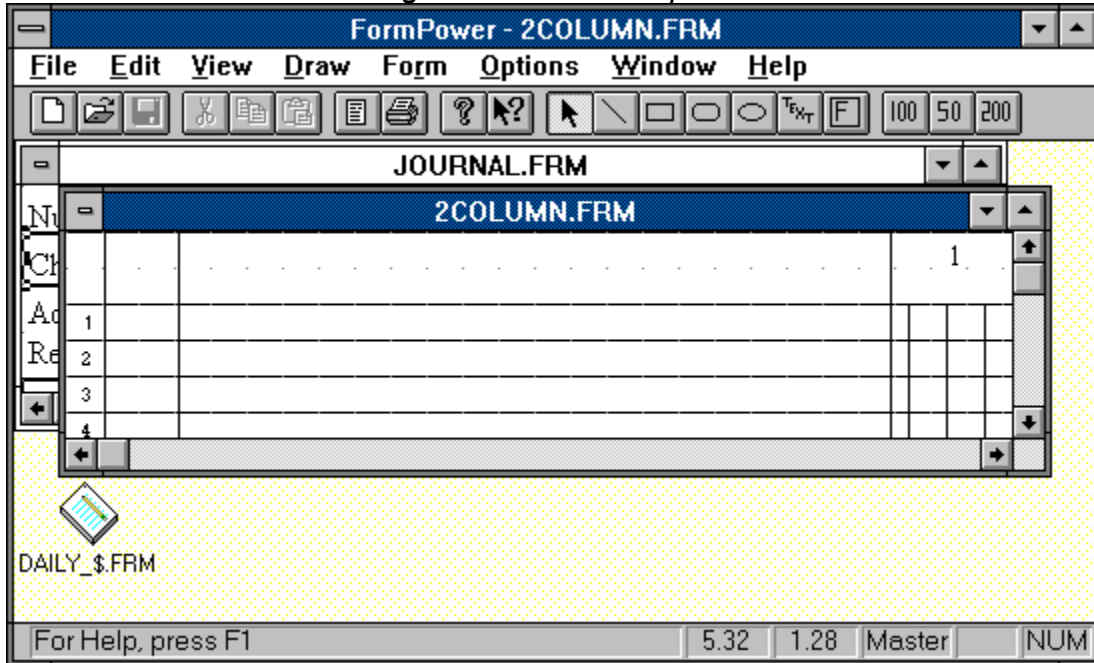 FormPower - 2COLUMN.FRM
File Edit View Draw Form Options Window Help
TEXT F 100 50 200
JOURNAL.FRM
2COLUMN.FRM
1
1
2
3
4
DAILY_$.FRM
For Help, press F1 5.32 1.28 Master NUM